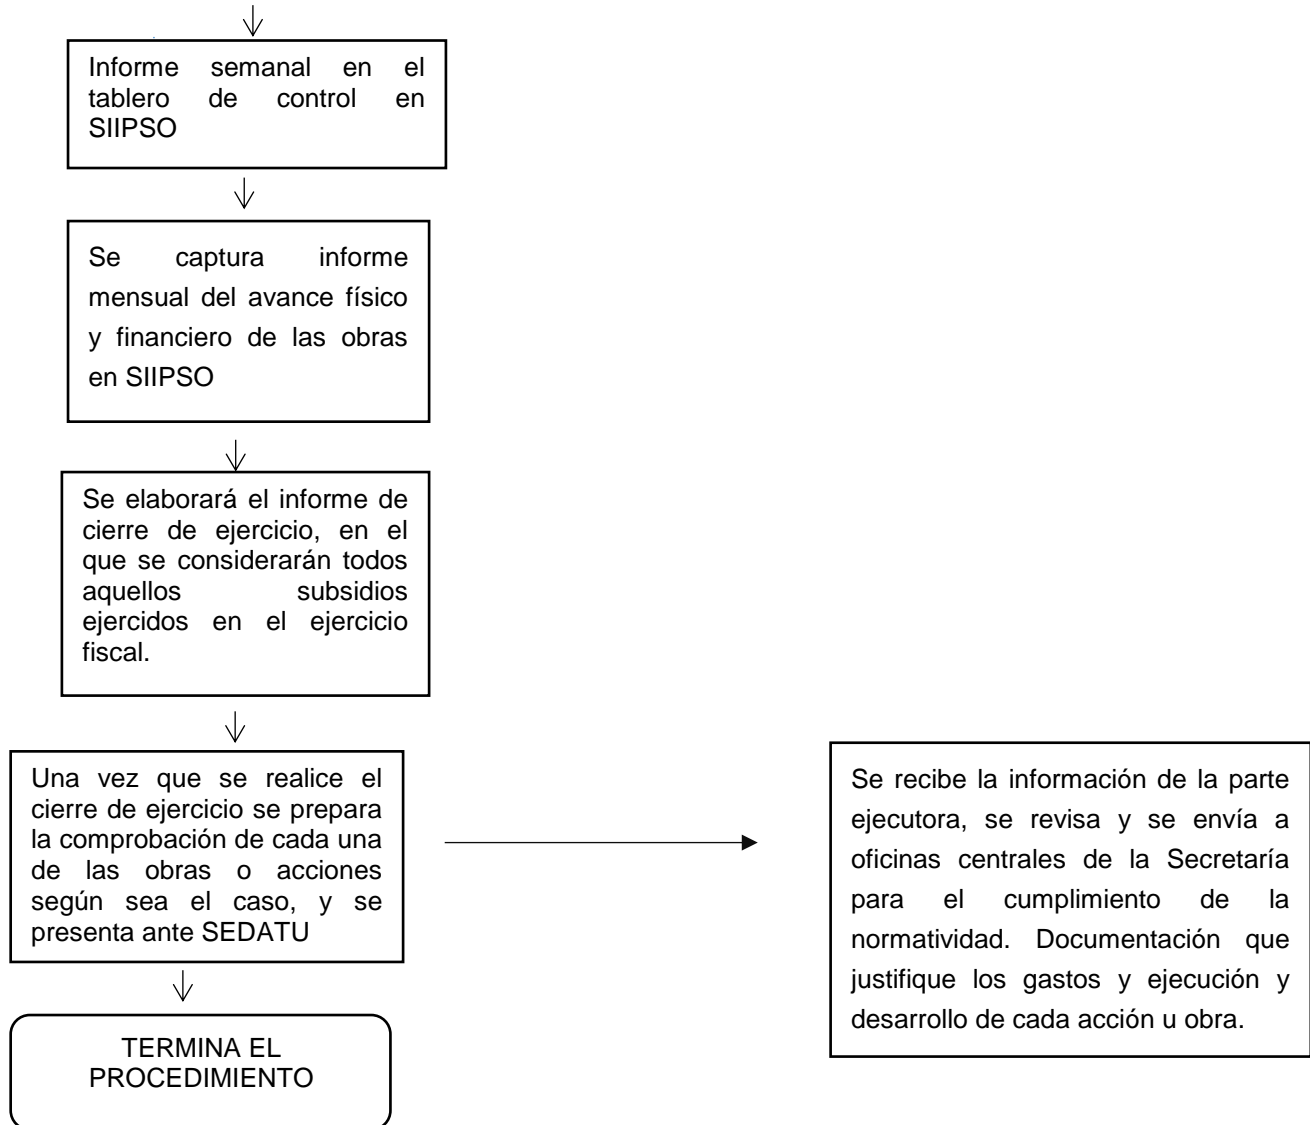 Informe semanal en el
tablero de control en
SIIPSO
Se captura informe
mensual del avance físico
y financiero de las obras
en SIIPSO
Se elaborará el informe de
cierre de ejercicio, en el
que se considerarán todos
aquellos subsidios
ejercidos en el ejercicio
fiscal.
Una vez que se realice el
cierre de ejercicio se prepara
la comprobación de cada una
de las obras o acciones
según sea el caso, y se
presenta ante SEDATU
Se recibe la información de la parte
ejecutora, se revisa y se envía a
oficinas centrales de la Secretaría
para el cumplimiento de la
normatividad. Documentación que
justifique los gastos y ejecución y
desarrollo de cada acción u obra.
TERMINA EL
PROCEDIMIENTO